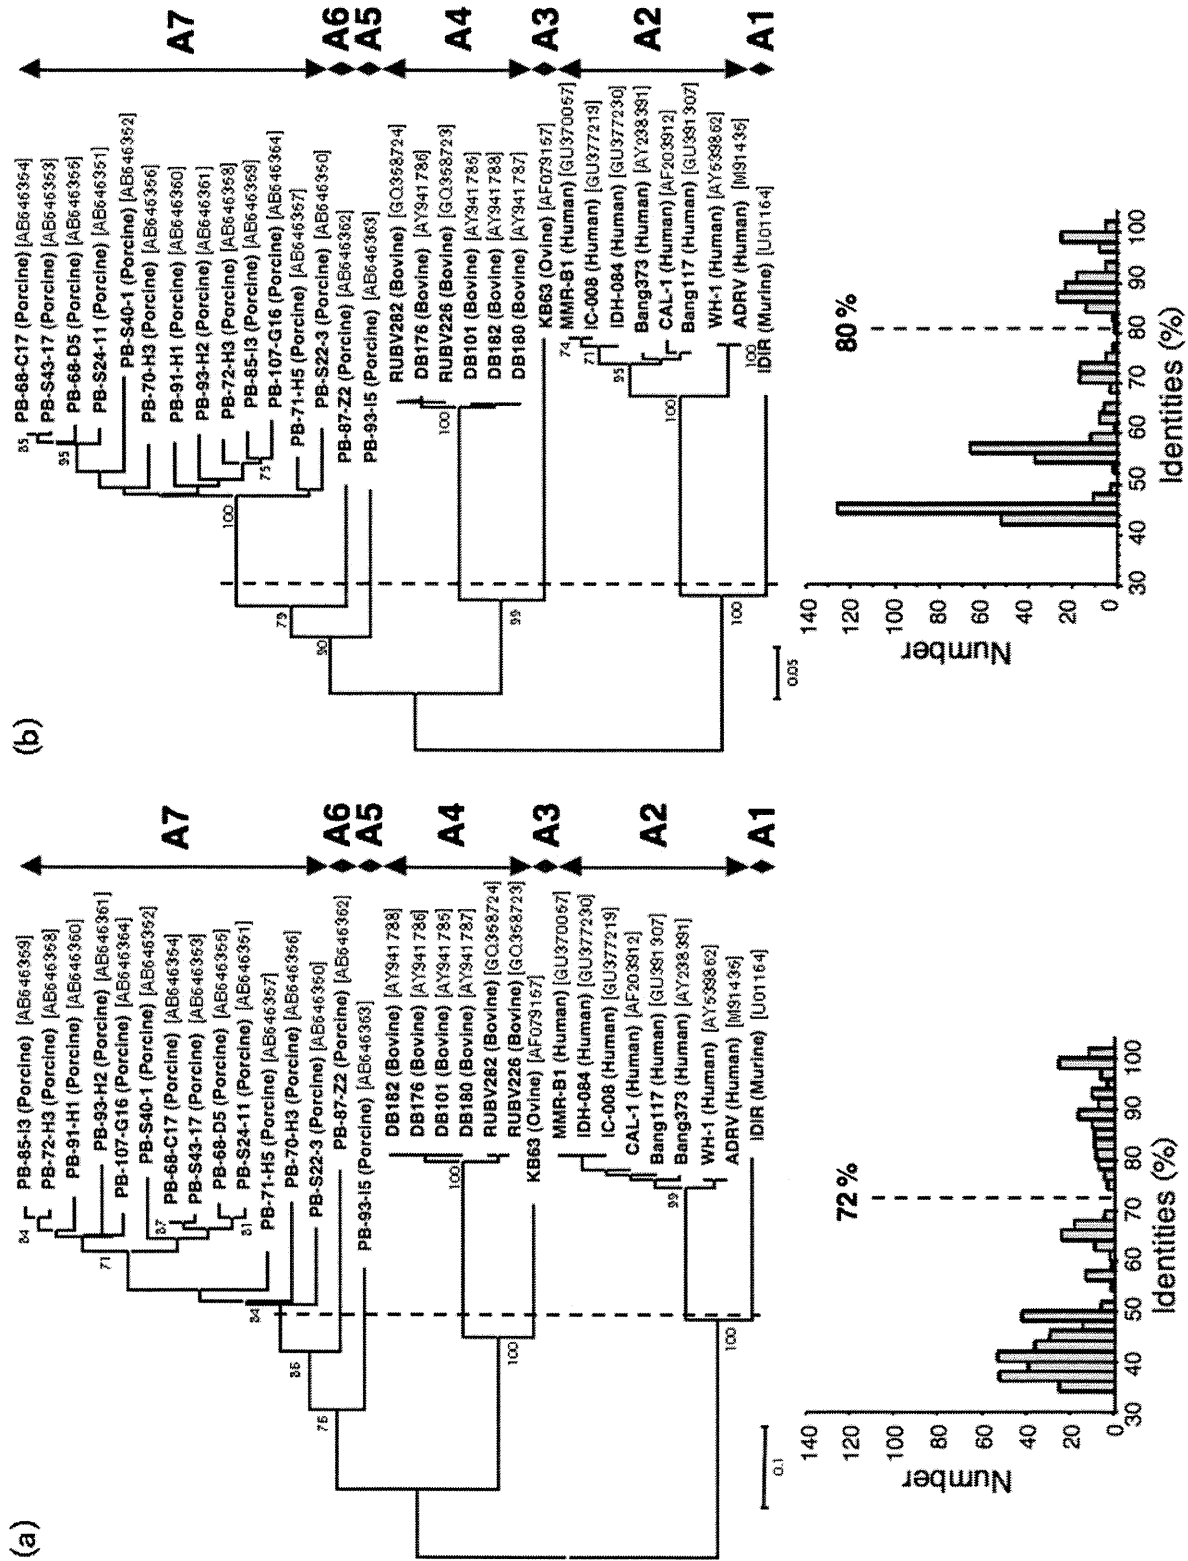 (a)
PB-85-I3 (Porcine) [AB646369]
PB-72-H3 (Porcine) [AB646368]
PB-91-H1 (Porcine) [AB646360]
PB-93-H2 (Porcine) [AB646361]
PB-107-G16 (Porcine) [AB646364]
PB-S40-1 (Porcine) [AB646352]
PB-68-C17 (Porcine) [AB646354]
PB-S43-17 (Porcine) [AB646353]
PB-68-D5 (Porcine) [AB646355]
PB-S24-11 (Porcine) [AB646351]
PB-71-H5 (Porcine) [AB646357]
PB-70-H3 (Porcine) [AB646356]
PB-S22-3 (Porcine) [AB646350]
PB-87-Z2 (Porcine) [AB646362]
PB-93-I5 (Porcine) [AB646363]
DB182 (Bovine) [AY941788]
DB176 (Bovine) [AY941786]
DB101 (Bovine) [AY941785]
DB180 (Bovine) [AY941787]
RUBV282 (Bovine) [GQ358724]
RUBV226 (Bovine) [GQ358723]
KB63 (Ovine) [AF079157]
MMR-B1 (Human) [GU370057]
IDH-084 (Human) [GU377230]
IC-008 (Human) [GU377219]
CAL-1 (Human) [AF203912]
Bang117 (Human) [GU391307]
Bang373 (Human) [AY238391]
WH-1 (Human) [AY539862]
ADRV (Human) [M91435]
IDIR (Murine) [U01164]
A7
A6
A5
A4
A3
A2
A1
84
71
87
81
84
86
76
100
100
99
100
0.1
72 %
Number
140
120
100
80
60
40
20
0
30
40
50
60
70
80
90
100
Identities (%)
(b)
PB-68-C17 (Porcine) [AB646354]
PB-S43-17 (Porcine) [AB646353]
PB-68-D5 (Porcine) [AB646355]
PB-S24-11 (Porcine) [AB646351]
PB-S40-1 (Porcine) [AB646352]
PB-70-H3 (Porcine) [AB646356]
PB-91-H1 (Porcine) [AB646360]
PB-93-H2 (Porcine) [AB646361]
PB-72-H3 (Porcine) [AB646358]
PB-85-I3 (Porcine) [AB646359]
PB-107-G16 (Porcine) [AB646364]
PB-71-H5 (Porcine) [AB646357]
PB-S22-3 (Porcine) [AB646350]
PB-87-Z2 (Porcine) [AB646362]
PB-93-I5 (Porcine) [AB646363]
RUBV282 (Bovine) [GQ358724]
DB176 (Bovine) [AY941786]
RUBV226 (Bovine) [GQ358723]
DB101 (Bovine) [AY941785]
DB182 (Bovine) [AY941788]
DB180 (Bovine) [AY941787]
KB63 (Ovine) [AF079157]
MMR-B1 (Human) [GU370057]
IC-008 (Human) [GU377219]
IDH-084 (Human) [GU377230]
Bang373 (Human) [AY238391]
CAL-1 (Human) [AF203912]
Bang117 (Human) [GU391307]
WH-1 (Human) [AY539862]
ADRV (Human) [M91435]
IDIR (Murine) [U01164]
A7
A6
A5
A4
A3
A2
A1
85
95
75
100
79
90
100
99
74
71
95
100
100
100
0.05
80 %
Number
140
120
100
80
60
40
20
0
30
40
50
60
70
80
90
100
Identities (%)